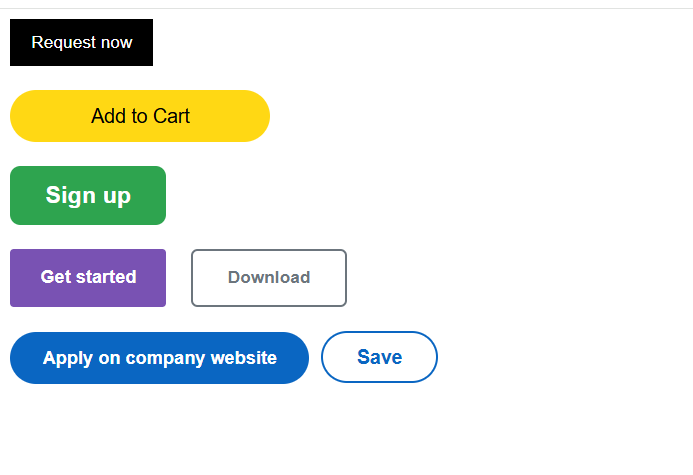 Request now
Add to Cart
Sign up
Get started Download
Apply on company website Save